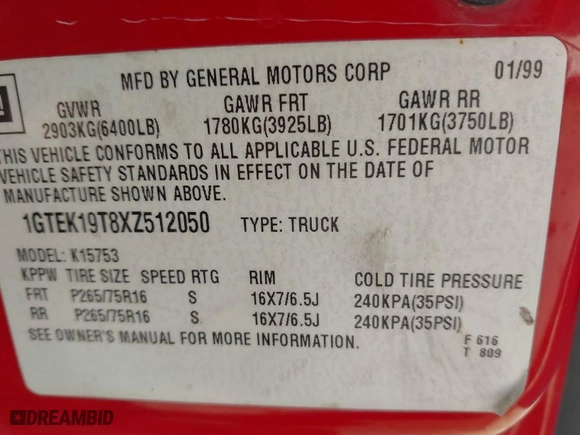 MFD BY GENERAL MOTORS CORP 01/99
GVWR GAWR FRT GAWR RR
2903KG(6400LB) 1780KG(3925LB) 1701KG(3750LB)
THIS VEHICLE CONFORMS TO ALL APPLICABLE U.S. FEDERAL MOTOR
VEHICLE SAFETY STANDARDS IN EFFECT ON THE DATE OF
MANUFACTURE SHOWN ABOVE.
1GTEK19T8XZ512050 TYPE: TRUCK
MODEL: K15753
KPPW TIRE SIZE SPEED RTG RIM COLD TIRE PRESSURE
FRT P265/75R16 S 16X7/6.5J 240KPA(35PSI)
RR P265/75R16 S 16X7/6.5J 240KPA(35PSI)
SEE OWNER'S MANUAL FOR MORE INFORMATION.
F 616
T 809
DREAMBID